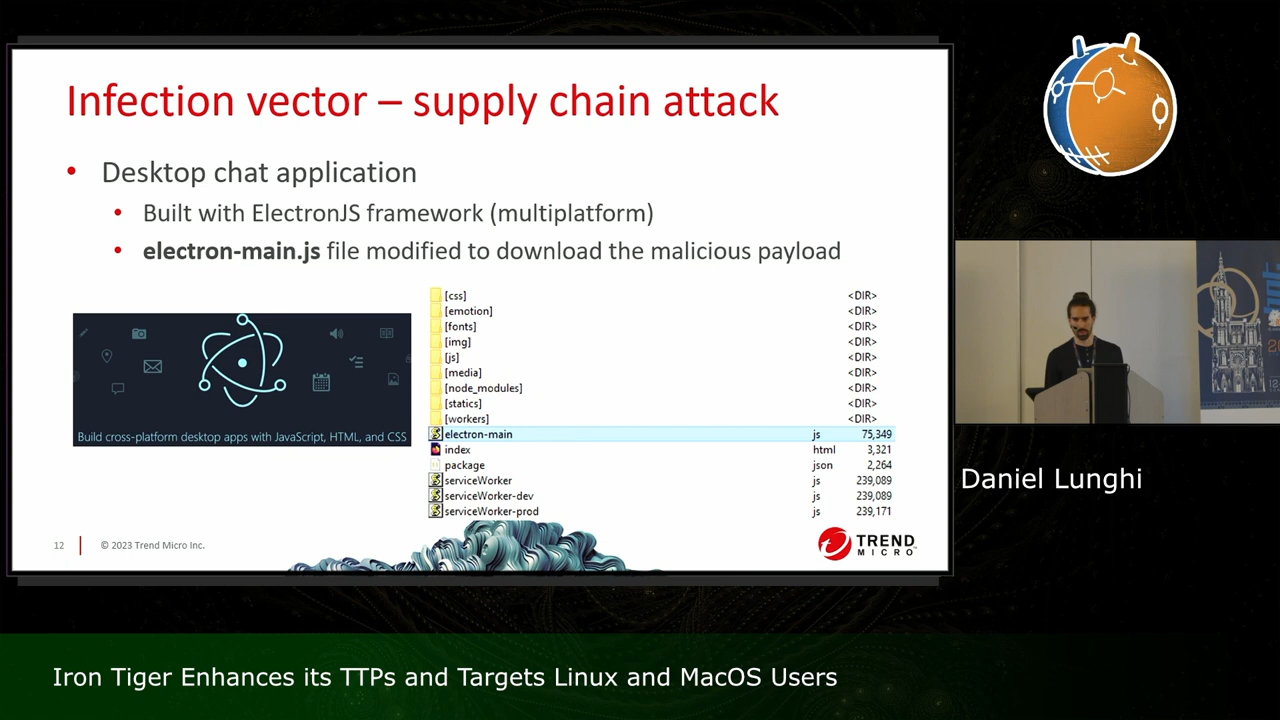 Infection vector – supply chain attack
• Desktop chat application
• Built with ElectronJS framework (multiplatform)
• electron-main.js file modified to download the malicious payload
Build cross-platform desktop apps with JavaScript, HTML, and CSS
[css] <DIR>
[emotion] <DIR>
[fonts] <DIR>
[img] <DIR>
[js] <DIR>
[media] <DIR>
[node_modules] <DIR>
[statics] <DIR>
[workers] <DIR>
electron-main js 75,349
index html 3,321
package json 2,264
serviceWorker js 239,089
serviceWorker-dev js 239,089
serviceWorker-prod js 239,171
12 © 2023 Trend Micro Inc.
TREND
MICRO™
Daniel Lunghi
Iron Tiger Enhances its TTPs and Targets Linux and MacOS Users